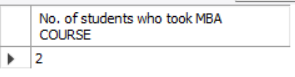 No. of students who took MBA
COURSE
2